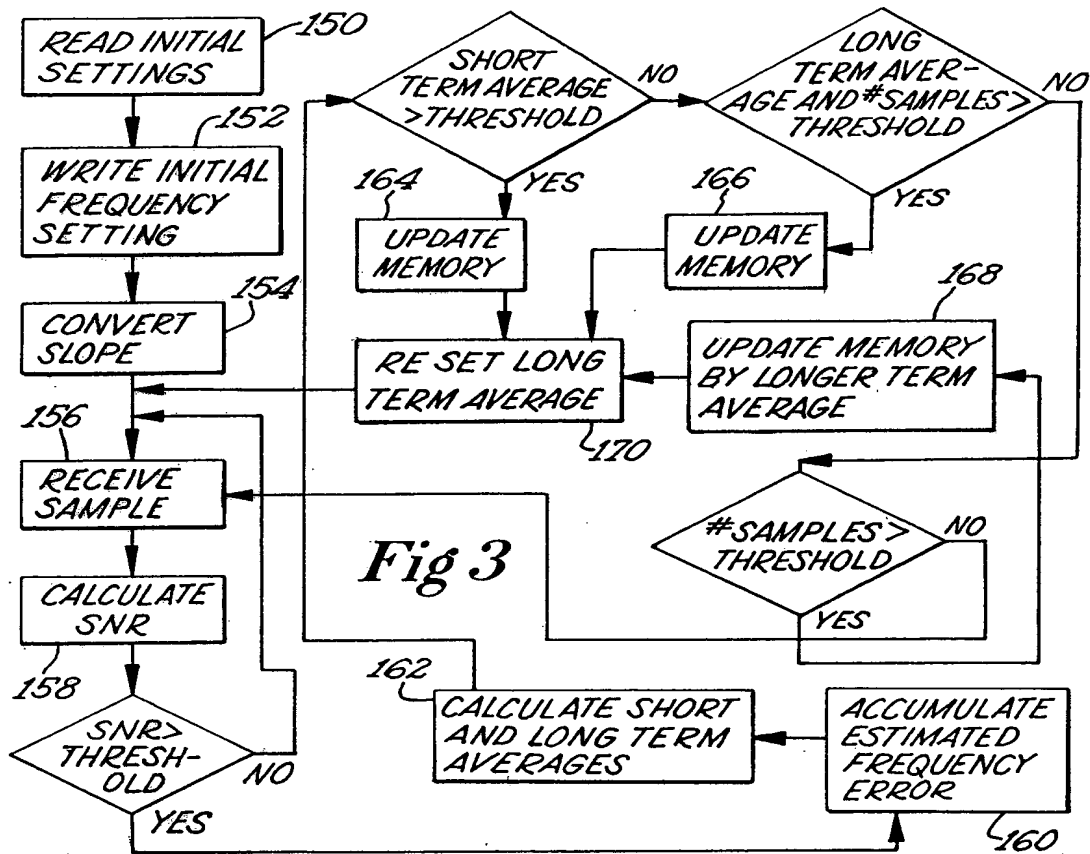 READ INITIAL
SETTINGS
150
WRITE INITIAL
FREQUENCY
SETTING
152
CONVERT
SLOPE
154
RECEIVE
SAMPLE
156
CALCULATE
SNR
158
SNR>
THRESH-
OLD
NO
YES
ACCUMULATE
ESTIMATED
FREQUENCY
ERROR
160
CALCULATE SHORT
AND LONG TERM
AVERAGES
162
SHORT
TERM AVERAGE
>THRESHOLD
NO
YES
LONG
TERM AVER-
AGE AND #SAMPLES>
THRESHOLD
NO
YES
164
UPDATE
MEMORY
166
UPDATE
MEMORY
168
UPDATE MEMORY
BY LONGER TERM
AVERAGE
RE SET LONG
TERM AVERAGE
170
#SAMPLES>
THRESHOLD
NO
YES
Fig 3